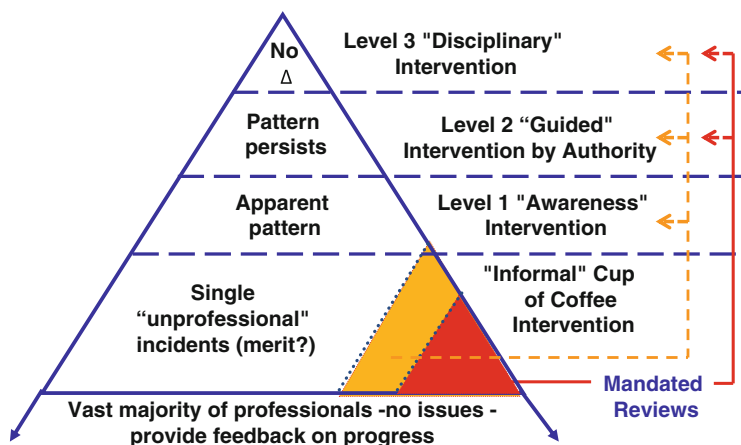 No
Δ
Level 3 "Disciplinary"
Intervention
Pattern
persists
Level 2 “Guided"
Intervention by Authority
Apparent
pattern
Level 1 "Awareness"
Intervention
Single
“unprofessional"
incidents (merit?)
"Informal" Cup
of Coffee
Intervention
Mandated
Reviews
Vast majority of professionals -no issues -
provide feedback on progress